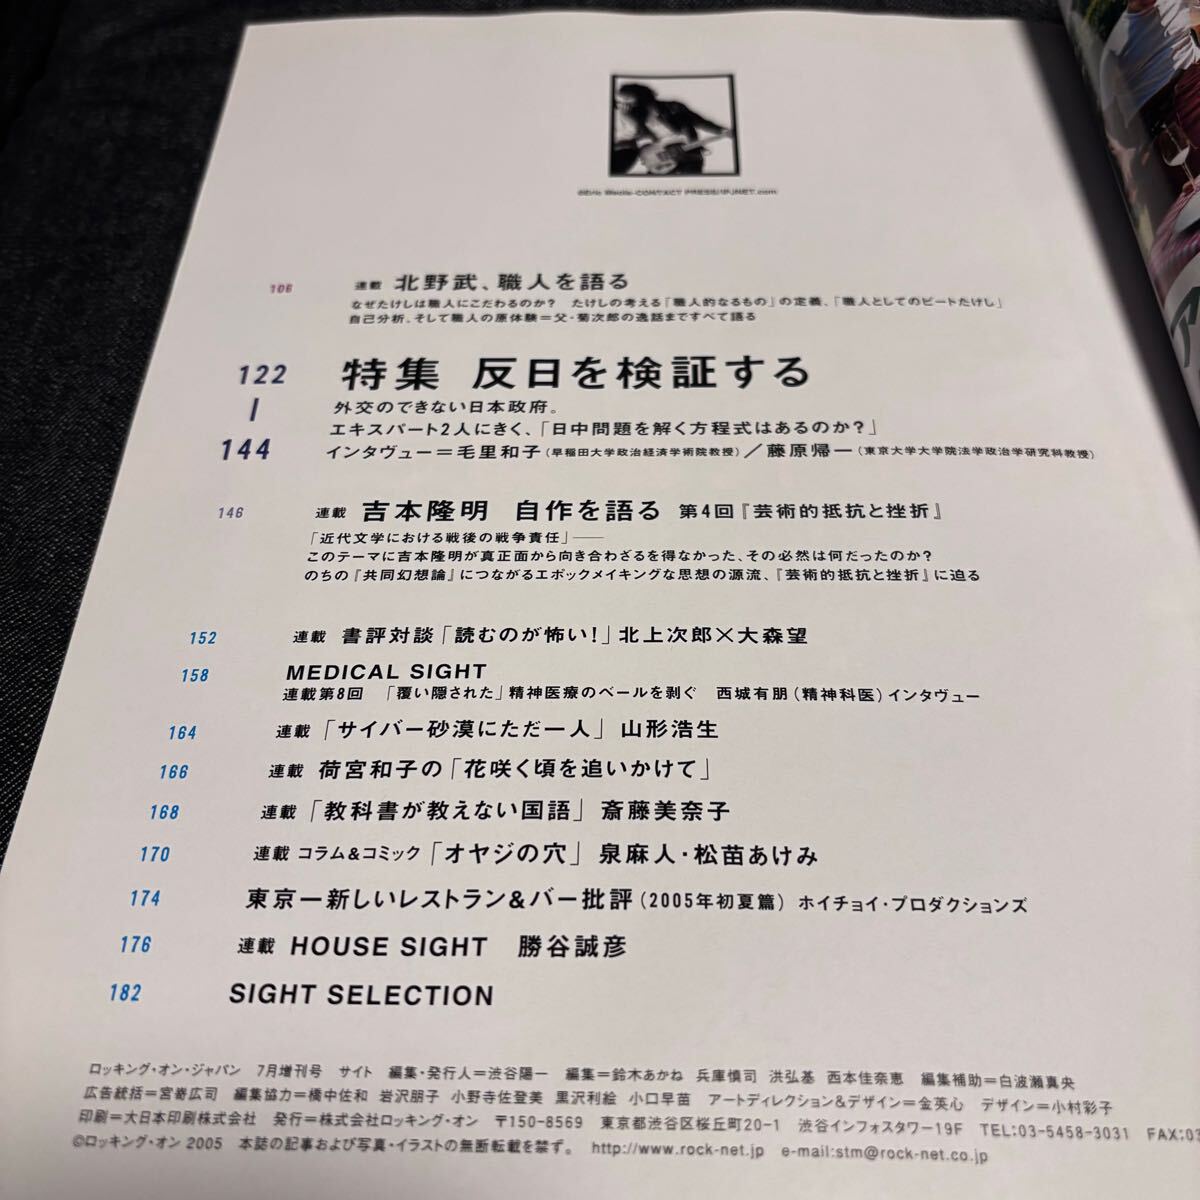 106 連載 北野武、職人を語る
なぜたけしは職人にこだわるのか? たけしの考える「職人的なるもの」の定義、「職人としてのビートたけし」
自己分析、そして職人の原体験=父・菊次郎の逸話まですべて語る
122 特集 反日を検証する
外交のできない日本政府。
エキスパート2人にきく、「日中問題を解く方程式はあるのか?」
144 インタヴュー=毛里和子(早稲田大学政治経済学術院教授)/藤原帰一(東京大学大学院法学政治学研究科教授)
146 連載 吉本隆明 自作を語る 第4回『芸術的抵抗と挫折』
「近代文学における戦後の戦争責任」──
このテーマに吉本隆明が真正面から向き合わざるを得なかった、その必然は何だったのか?
のちの『共同幻想論』につながるエポックメイキングな思想の源流、『芸術的抵抗と挫折』に迫る
152 連載 書評対談「読むのが怖い!」北上次郎×大森望
158 MEDICAL SIGHT
連載第8回 「覆い隠された」精神医療のベールを剥ぐ 西城有朋(精神科医)インタヴュー
164 連載「サイバー砂漠にただ一人」山形浩生
166 連載 荷宮和子の「花咲く頃を追いかけて」
168 連載「教科書が教えない国語」斎藤美奈子
170 連載 コラム&コミック「オヤジの穴」泉麻人・松苗あけみ
174 東京一新しいレストラン&バー批評(2005年初夏篇) ホイチョイ・プロダクションズ
176 連載 HOUSE SIGHT 勝谷誠彦
182 SIGHT SELECTION
ロッキング・オン・ジャパン 7月増刊号 サイト 編集・発行人=渋谷陽一 編集=鈴木あかね 兵庫慎司 洪弘基 西本佳奈恵 編集補助=白波瀬真央
広告統括=宮嵜広司 編集協力=橋中佐和 岩沢朋子 小野寺佐登美 黒沢利絵 小口早苗 アートディレクション&デザイン=金英心 デザイン=小村彩子
印刷=大日本印刷株式会社 発行=株式会社ロッキング・オン 〒150-8569 東京都渋谷区桜丘町20-1 渋谷インフォスタワー19F TEL:03-5458-3031 FAX:03
©ロッキング・オン 2005 本誌の記事および写真・イラストの無断転載を禁ず。 http://www.rock-net.jp e-mail:stm@rock-net.co.jp